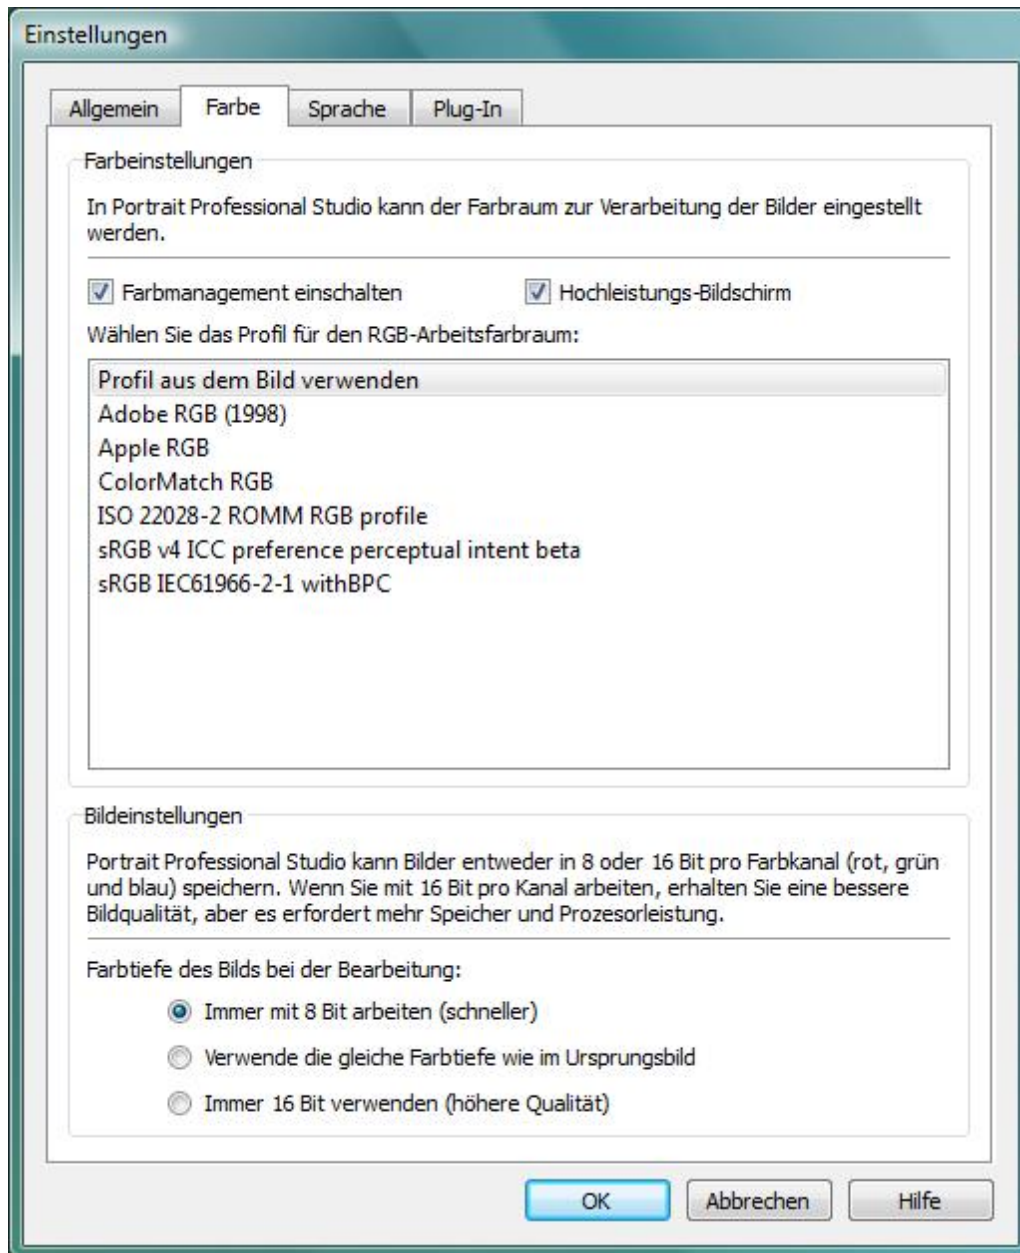 Einstellungen
Allgemein Farbe Sprache Plug-In
Farbeinstellungen
In Portrait Professional Studio kann der Farbraum zur Verarbeitung der Bilder eingestellt
werden.
Farbmanagement einschalten Hochleistungs-Bildschirm
Wählen Sie das Profil für den RGB-Arbeitsfarbraum:
Profil aus dem Bild verwenden
Adobe RGB (1998)
Apple RGB
ColorMatch RGB
ISO 22028-2 ROMM RGB profile
sRGB v4 ICC preference perceptual intent beta
sRGB IEC61966-2-1 withBPC
Bildeinstellungen
Portrait Professional Studio kann Bilder entweder in 8 oder 16 Bit pro Farbkanal (rot, grün
und blau) speichern. Wenn Sie mit 16 Bit pro Kanal arbeiten, erhalten Sie eine bessere
Bildqualität, aber es erfordert mehr Speicher und Prozesorleistung.
Farbtiefe des Bilds bei der Bearbeitung:
Immer mit 8 Bit arbeiten (schneller)
Verwende die gleiche Farbtiefe wie im Ursprungsbild
Immer 16 Bit verwenden (höhere Qualität)
OK Abbrechen Hilfe